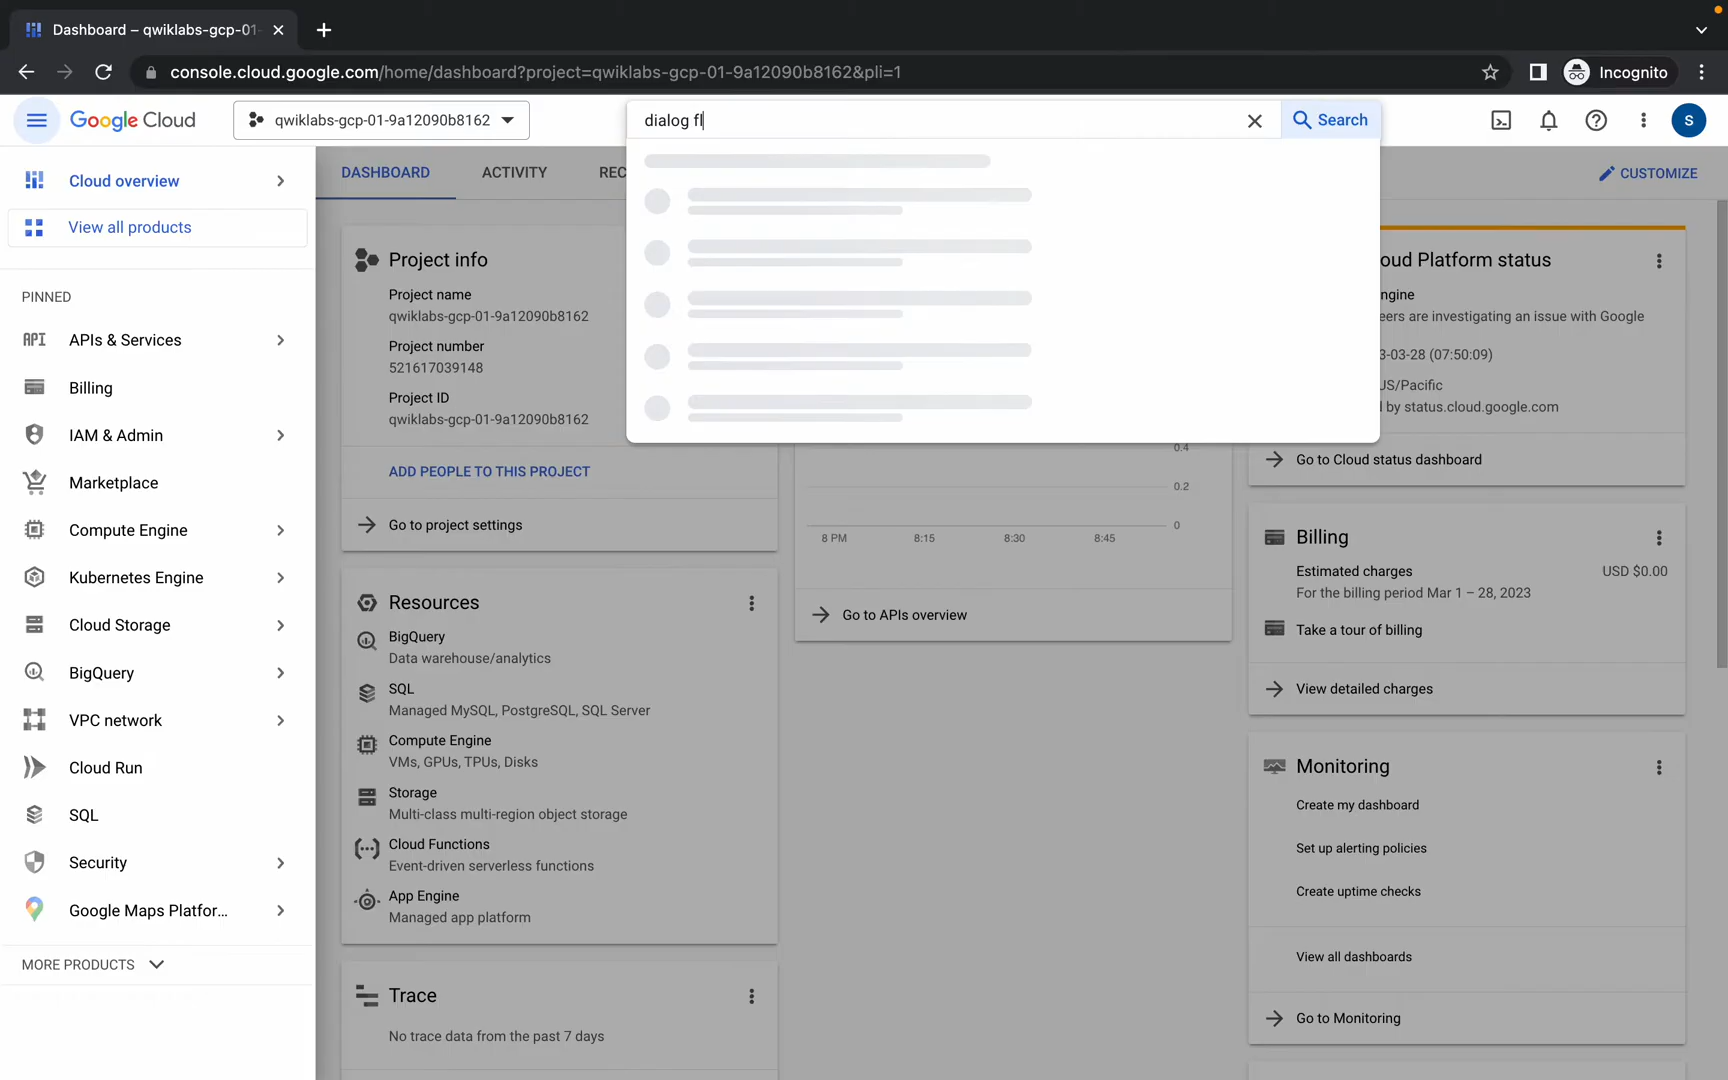 Dashboard – qwiklabs-gcp-01-
console.cloud.google.com/home/dashboard?project=qwiklabs-gcp-01-9a12090b8162&pli=1
Incognito
Google Cloud
qwiklabs-gcp-01-9a12090b8162
dialog fl
Search
S
Cloud overview
View all products
PINNED
API
APIs & Services
Billing
IAM & Admin
Marketplace
Compute Engine
Kubernetes Engine
Cloud Storage
BigQuery
VPC network
Cloud Run
SQL
Security
Google Maps Platfor...
MORE PRODUCTS
DASHBOARD
ACTIVITY
REC
CUSTOMIZE
Project info
Project name
qwiklabs-gcp-01-9a12090b8162
Project number
521617039148
Project ID
qwiklabs-gcp-01-9a12090b8162
ADD PEOPLE TO THIS PROJECT
Go to project settings
Resources
BigQuery
Data warehouse/analytics
SQL
Managed MySQL, PostgreSQL, SQL Server
Compute Engine
VMs, GPUs, TPUs, Disks
Storage
Multi-class multi-region object storage
Cloud Functions
Event-driven serverless functions
App Engine
Managed app platform
Trace
No trace data from the past 7 days
0.4
0.2
0
8 PM
8:15
8:30
8:45
Go to APIs overview
oud Platform status
ngine
eers are investigating an issue with Google
3-03-28 (07:50:09)
US/Pacific
d by status.cloud.google.com
Go to Cloud status dashboard
Billing
Estimated charges
USD $0.00
For the billing period Mar 1 – 28, 2023
Take a tour of billing
View detailed charges
Monitoring
Create my dashboard
Set up alerting policies
Create uptime checks
View all dashboards
Go to Monitoring